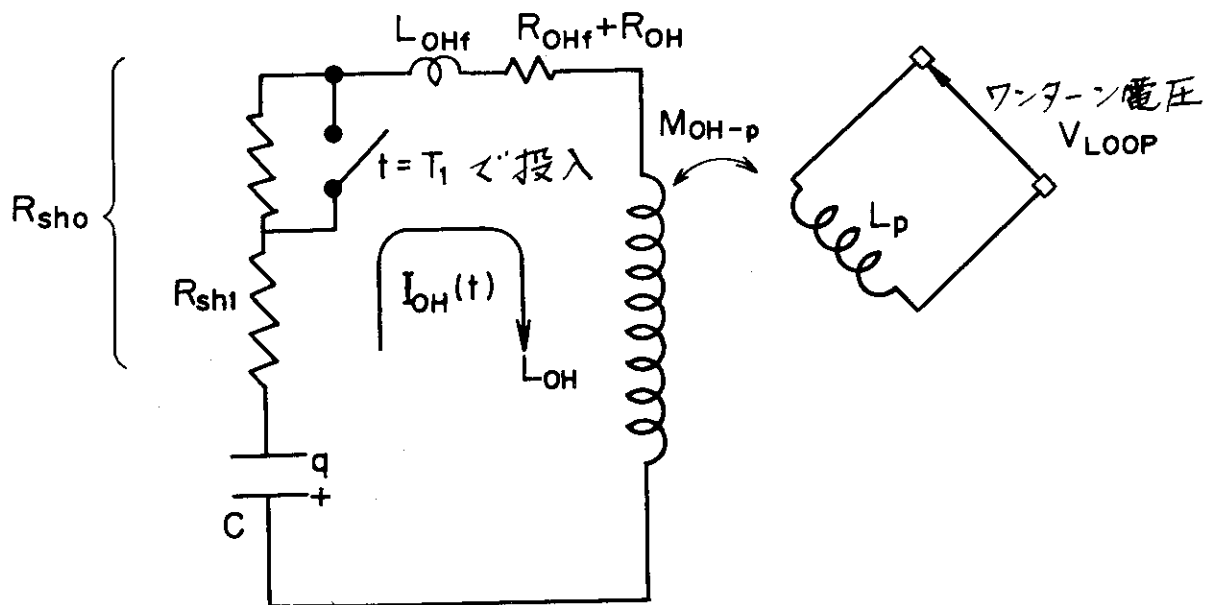 L_OHf
R_OHf+R_OH
ワンターン電圧
V_LOOP
M_OH-p
t=T_1 で投入
R_sho
L_p
R_sh1
I_OH(t)
L_OH
q
+
C